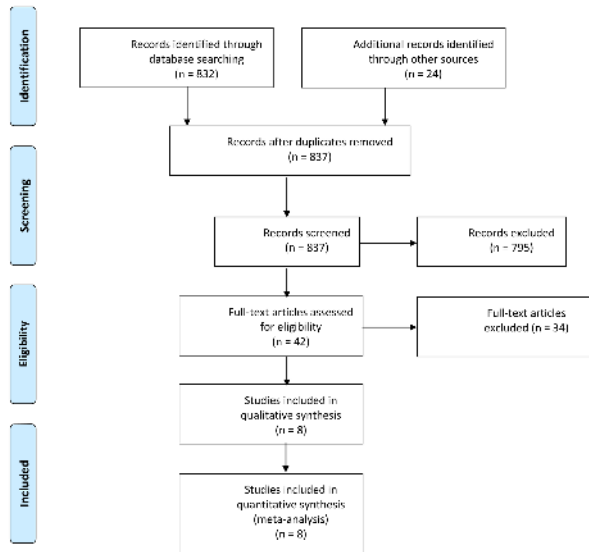 Identification
Records identified through
database searching
(n = 832)
Additional records identified
through other sources
(n = 24)
Records after duplicates removed
(n = 837)
Screening
Records screened
(n = 837)
Records excluded
(n = 795)
Eligibility
Full-text articles assessed
for eligibility
(n = 42)
Full-text articles
excluded (n = 34)
Studies included in
qualitative synthesis
(n = 8)
Included
Studies included in
quantitative synthesis
(meta-analysis)
(n = 8)